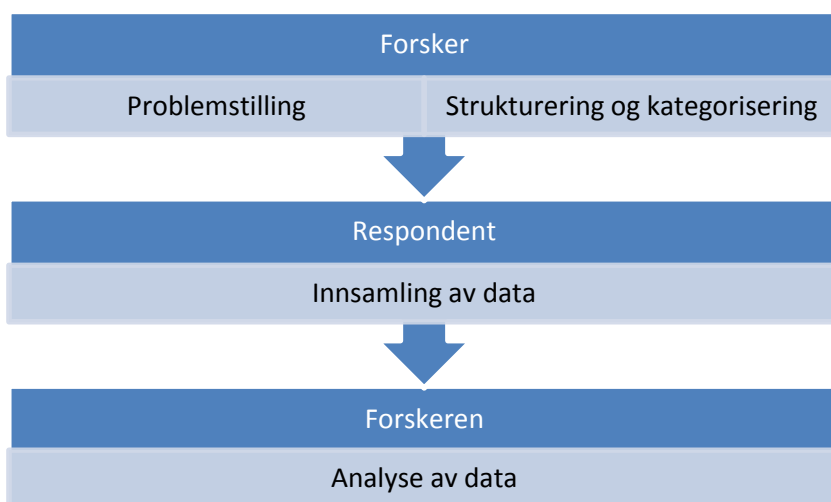 Forsker
Problemstilling
Strukturering og kategorisering
Respondent
Innsamling av data
Forskeren
Analyse av data